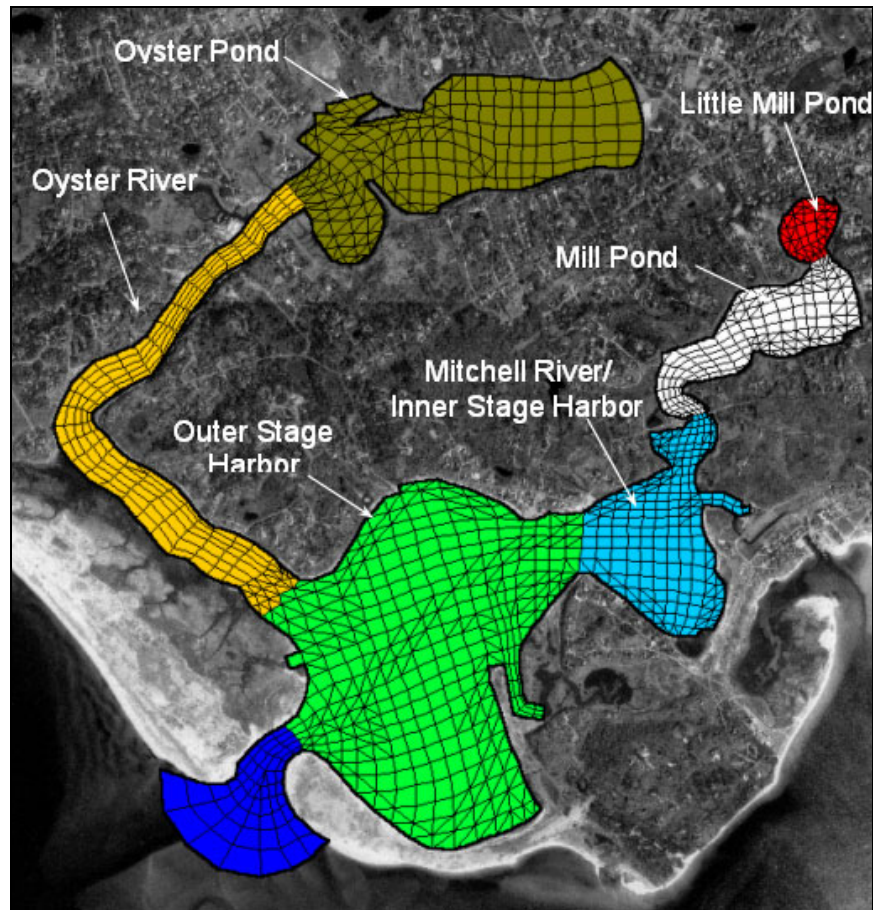 Oyster Pond
Little Mill Pond
Oyster River
Mill Pond
Mitchell River/
Inner Stage Harbor
Outer Stage
Harbor